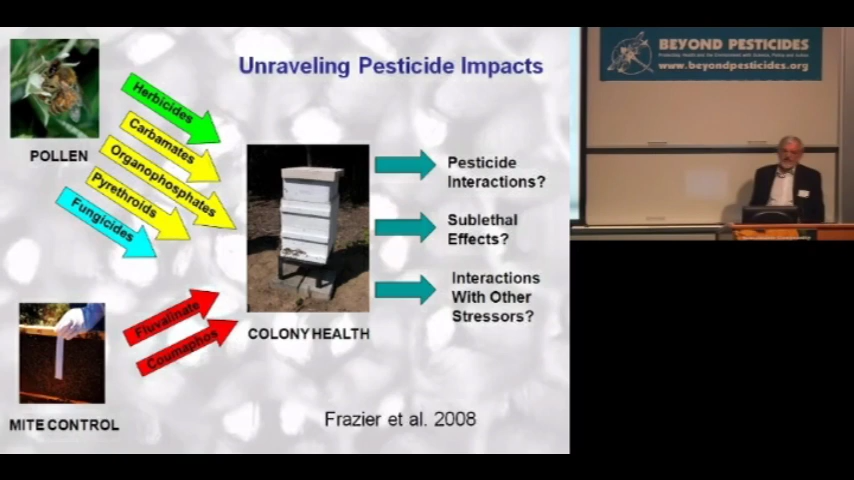 Unraveling Pesticide Impacts
Herbicides
Carbamates
Organophosphates
Pyrethroids
Fungicides
POLLEN
Fluvalinate
Coumaphos
MITE CONTROL
COLONY HEALTH
Pesticide
Interactions?
Sublethal
Effects?
Interactions
With Other
Stressors?
Frazier et al. 2008
BEYOND PESTICIDES
www.beyondpesticides.org